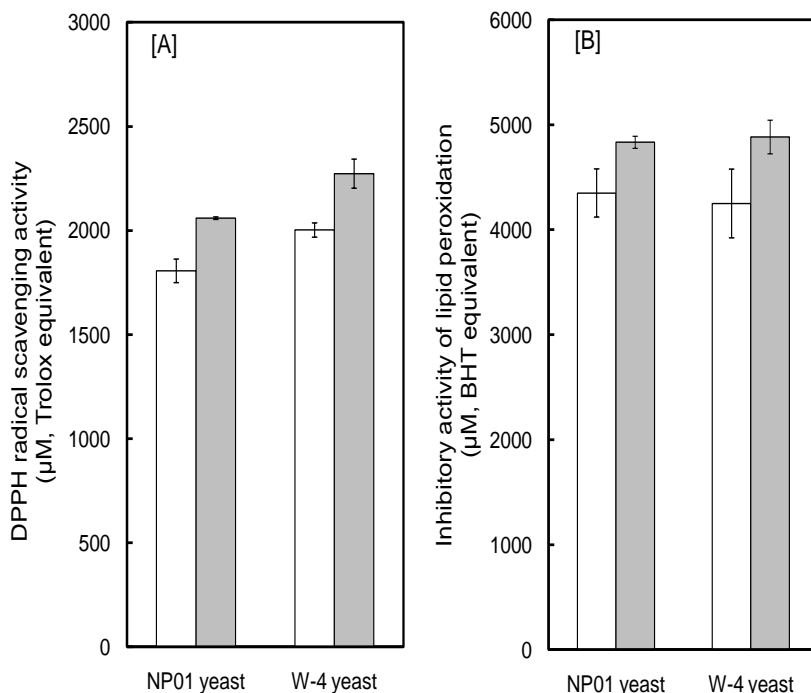 [A]
DPPH radical scavenging activity
(µM, Trolox equivalent)
3000
2500
2000
1500
1000
500
0
NP01 yeast
W-4 yeast
[B]
Inhibitory activity of lipid peroxidation
(µM, BHT equivalent)
6000
5000
4000
3000
2000
1000
0
NP01 yeast
W-4 yeast